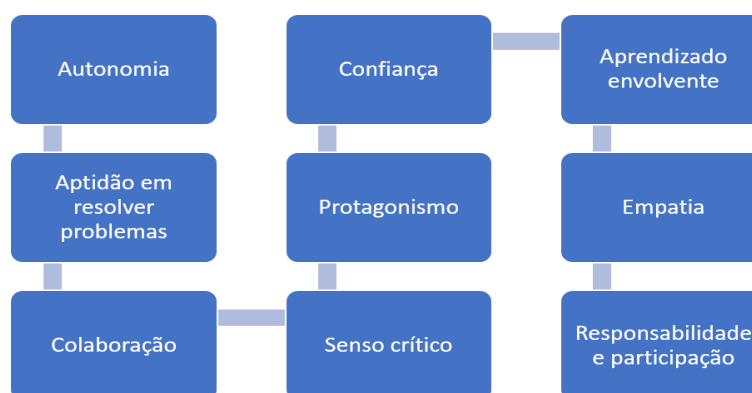 Autonomia
Aptidão em
resolver
problemas
Colaboração
Senso crítico
Protagonismo
Confiança
Aprendizado
envolvente
Empatia
Responsabilidade
e participação